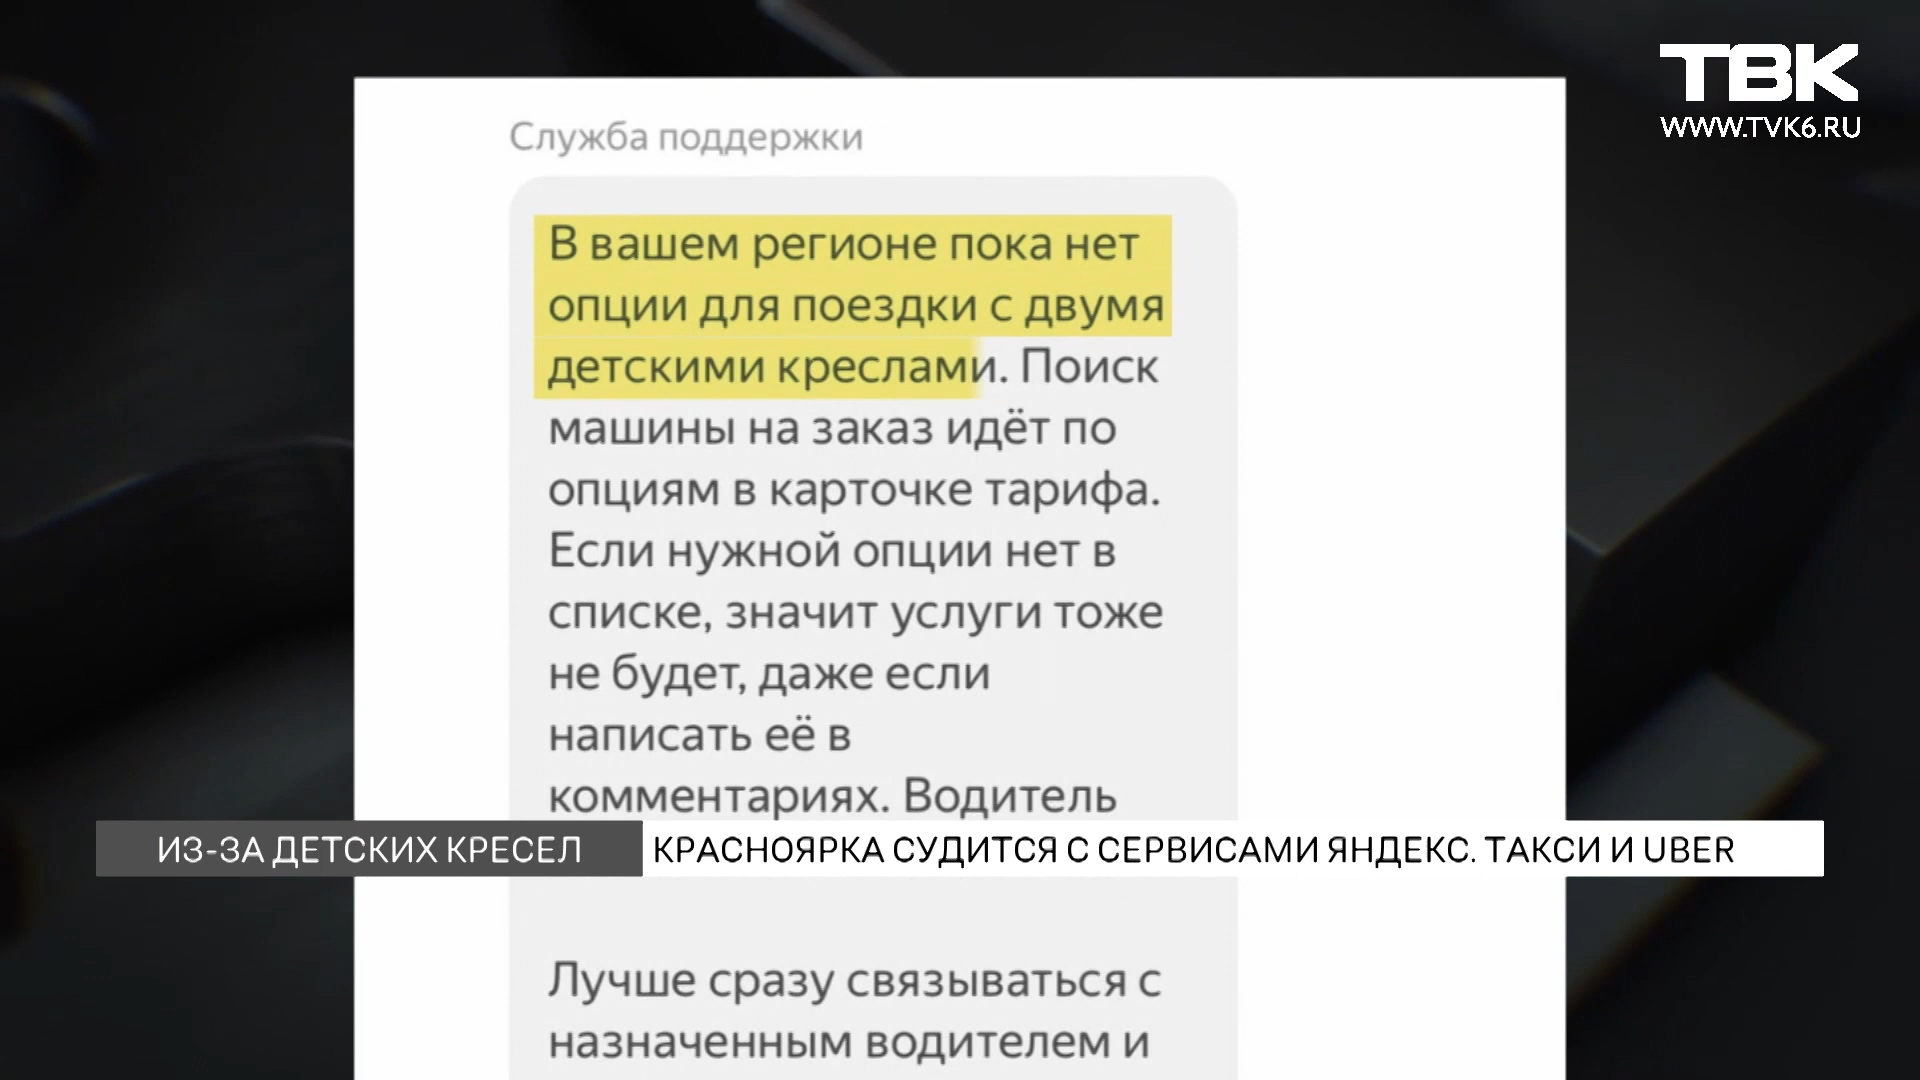 ТВК
WWW.TVK6.RU
Служба поддержки
В вашем регионе пока нет
опции для поездки с двумя
детскими креслами. Поиск
машины на заказ идёт по
опциям в карточке тарифа.
Если нужной опции нет в
списке, значит услуги тоже
не будет, даже если
написать её в
комментариях. Водитель
ИЗ-ЗА ДЕТСКИХ КРЕСЕЛ
КРАСНОЯРКА СУДИТСЯ С СЕРВИСАМИ ЯНДЕКС. ТАКСИ И UBER
Лучше сразу связываться с
назначенным водителем и